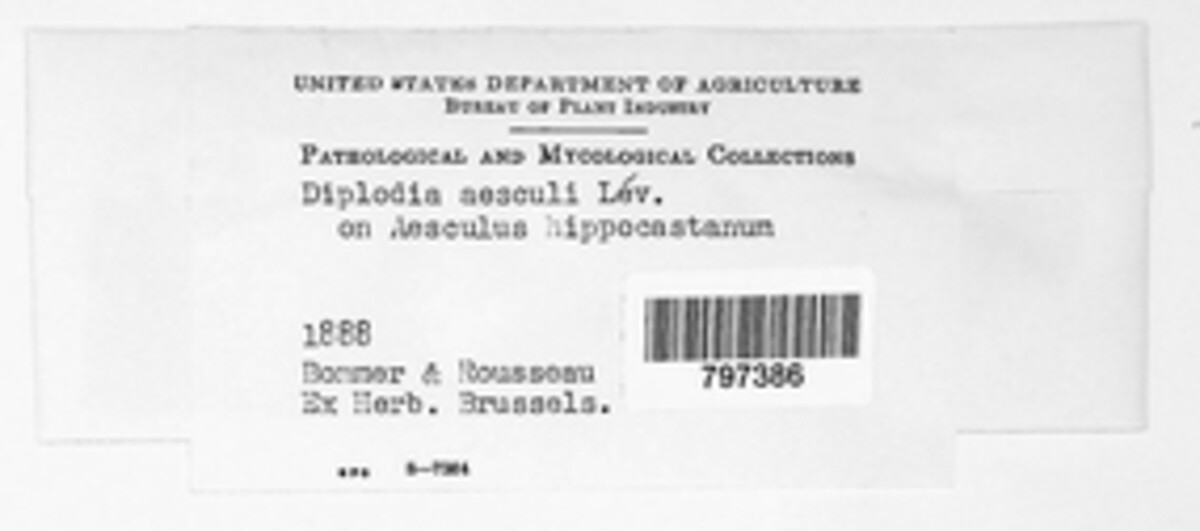 UNITED STATES DEPARTMENT OF AGRICULTURE
BUREAU OF PLANT INDUSTRY
PATHOLOGICAL AND MYCOLOGICAL COLLECTIONS
Diplodia aesculi Lév.
on Aesculus hippocastanum
1888
Bommer & Rousseau
Ex Herb. Brussels.
797386